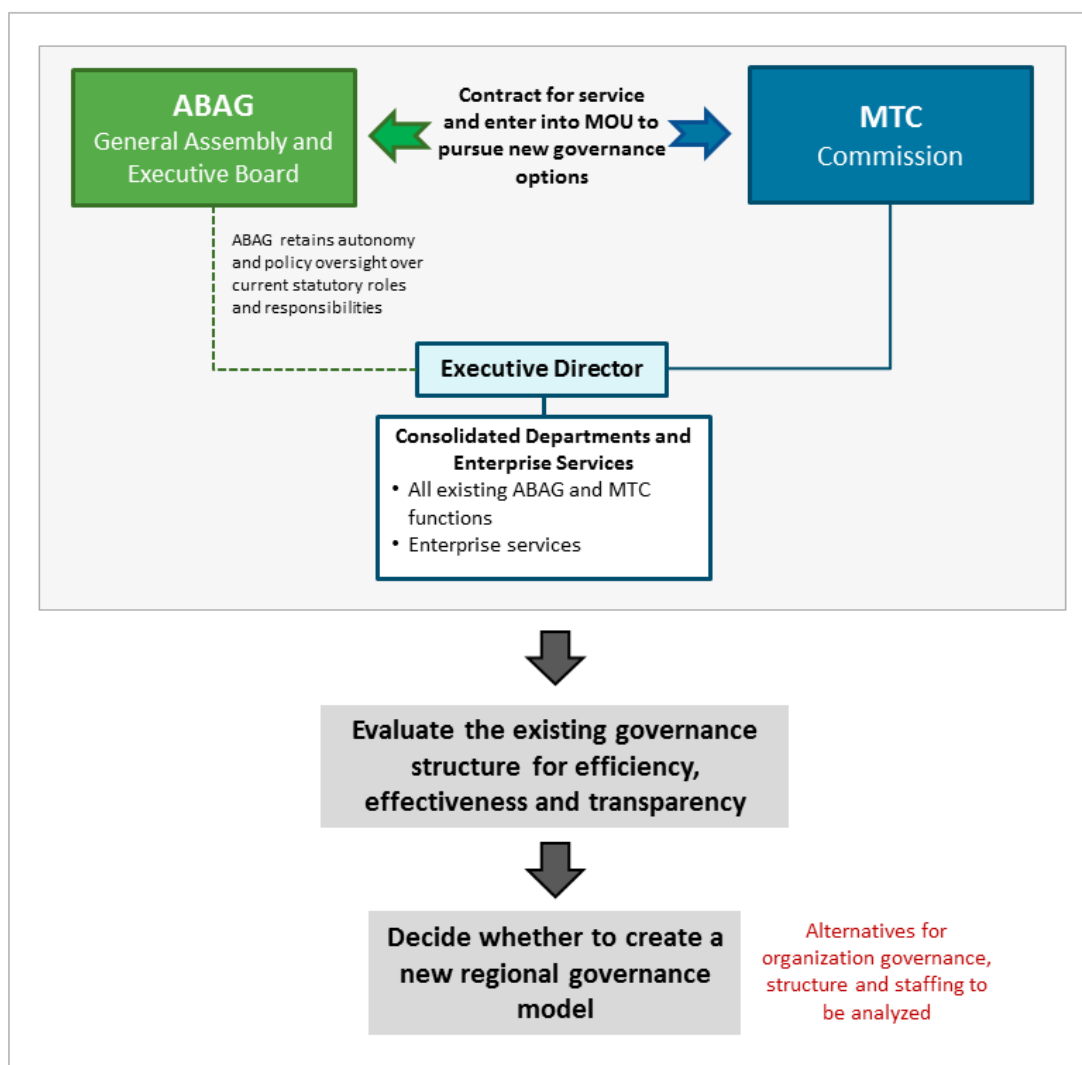 ABAG
General Assembly and
Executive Board
Contract for service
and enter into MOU to
pursue new governance
options
MTC
Commission
ABAG retains autonomy
and policy oversight over
current statutory roles
and responsibilities
Executive Director
Consolidated Departments and
Enterprise Services
• All existing ABAG and MTC
functions
• Enterprise services
Evaluate the existing governance
structure for efficiency,
effectiveness and transparency
Decide whether to create a
new regional governance
model
Alternatives for
organization governance,
structure and staffing to
be analyzed